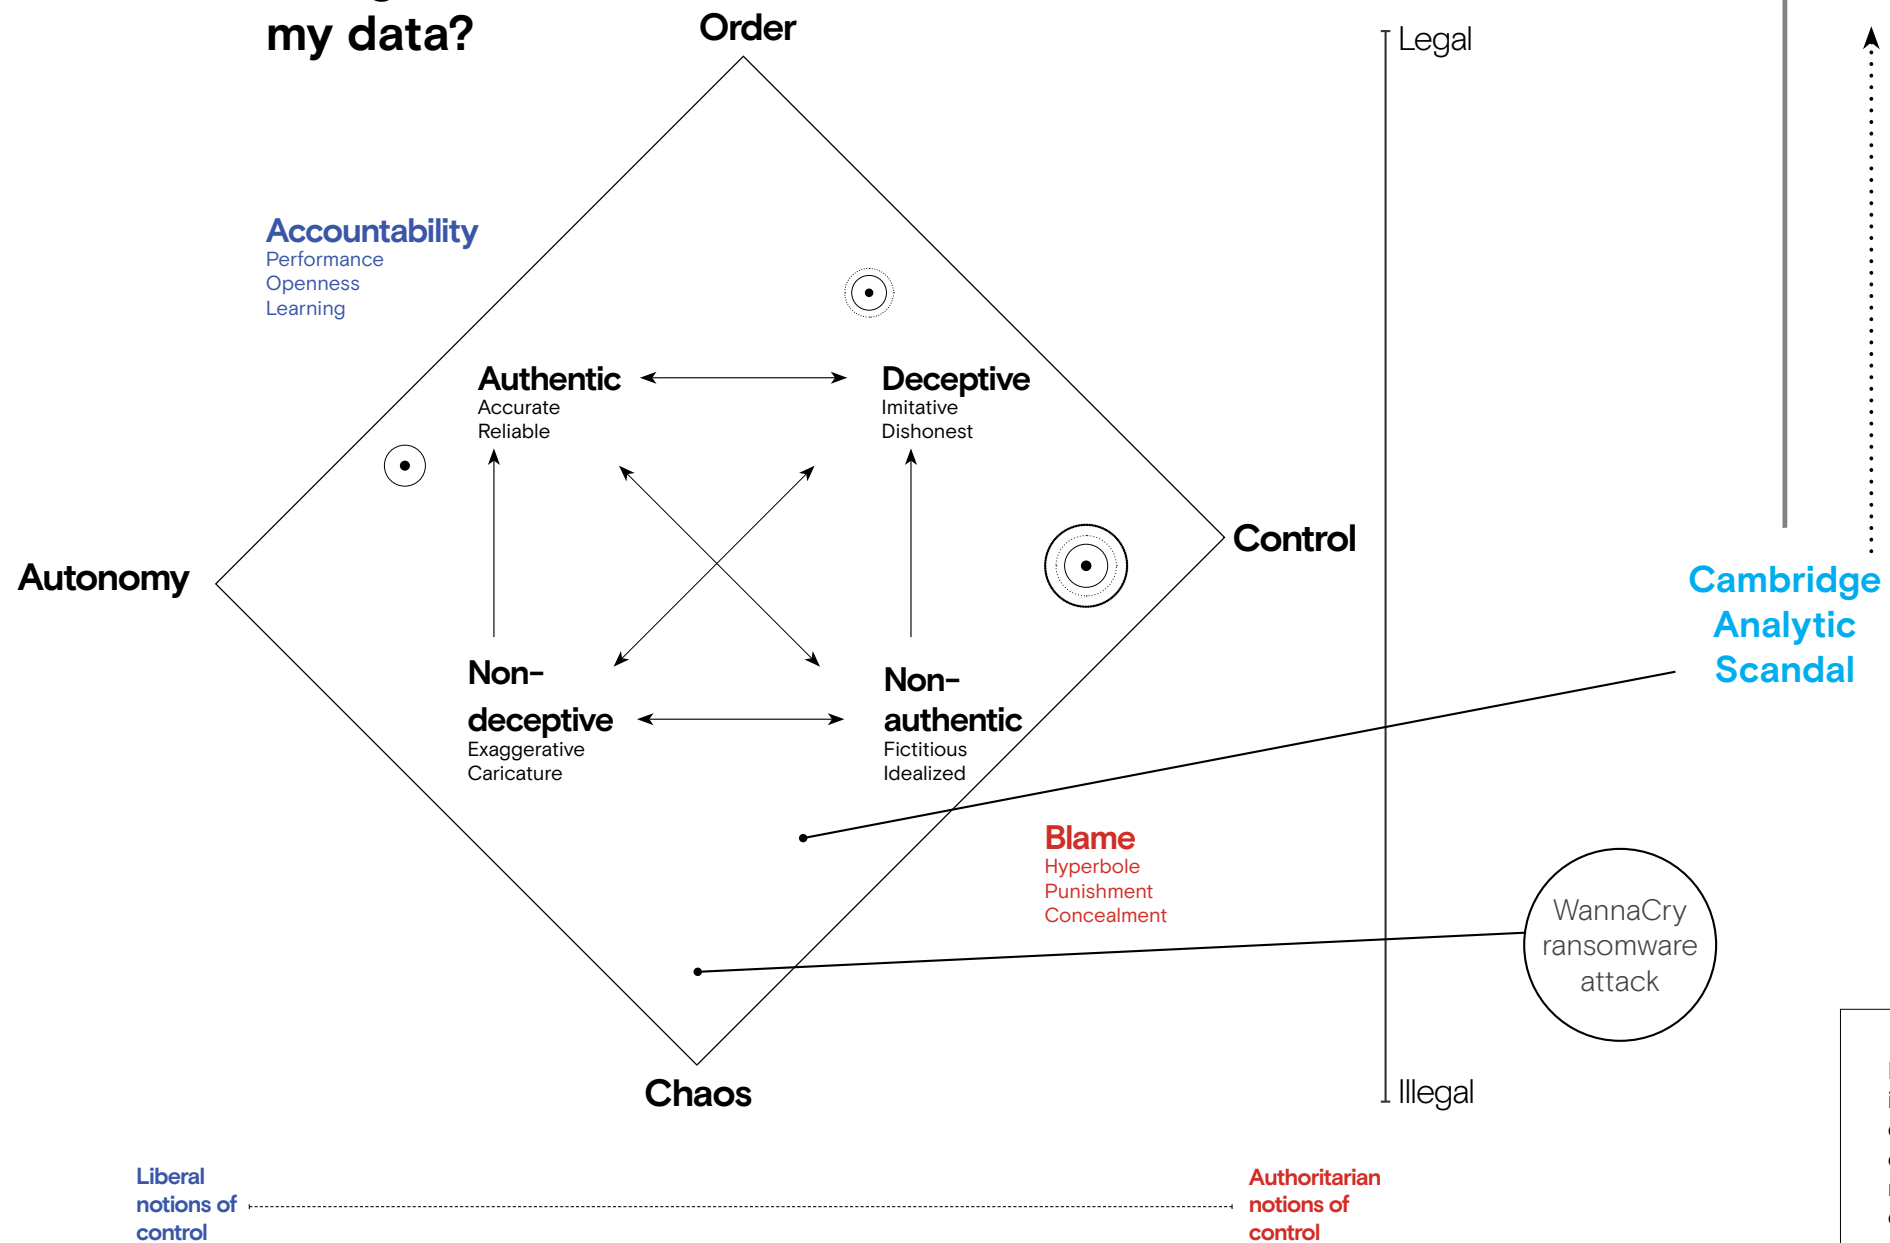 my data?
Order
Legal
Accountability
Performance
Openness
Learning
Authentic
Accurate
Reliable
Deceptive
Imitative
Dishonest
Autonomy
Control
Cambridge
Analytic
Scandal
Non-
deceptive
Exaggerative
Caricature
Non-
authentic
Fictitious
Idealized
Blame
Hyperbole
Punishment
Concealment
WannaCry
ransomware
attack
Chaos
Illegal
Liberal
notions of
control
Authoritarian
notions of
control